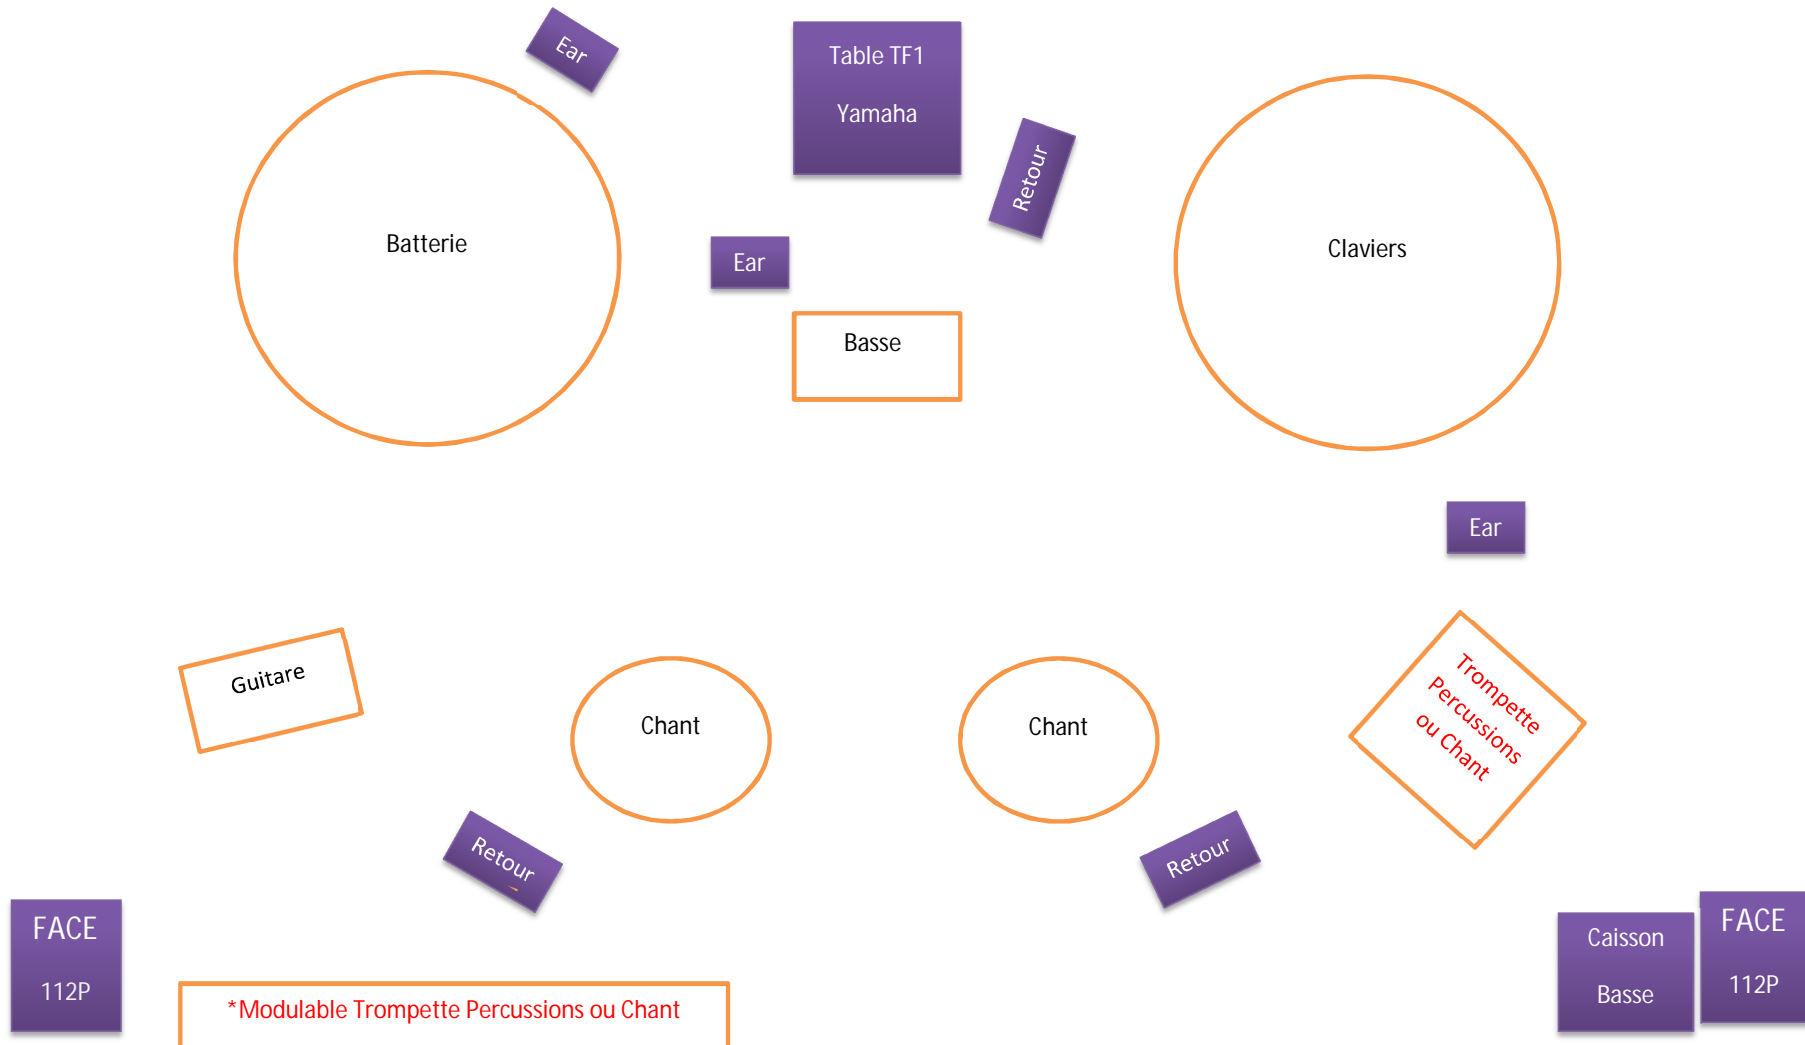 Ear
Table TF1
Yamaha
Retour
Batterie
Ear
Claviers
Basse
Ear
Guitare
Chant
Chant
Trompette
Percussions
ou Chant
Retour
Retour
FACE
112P
Caisson
Basse
FACE
112P
*Modulable Trompette Percussions ou Chant